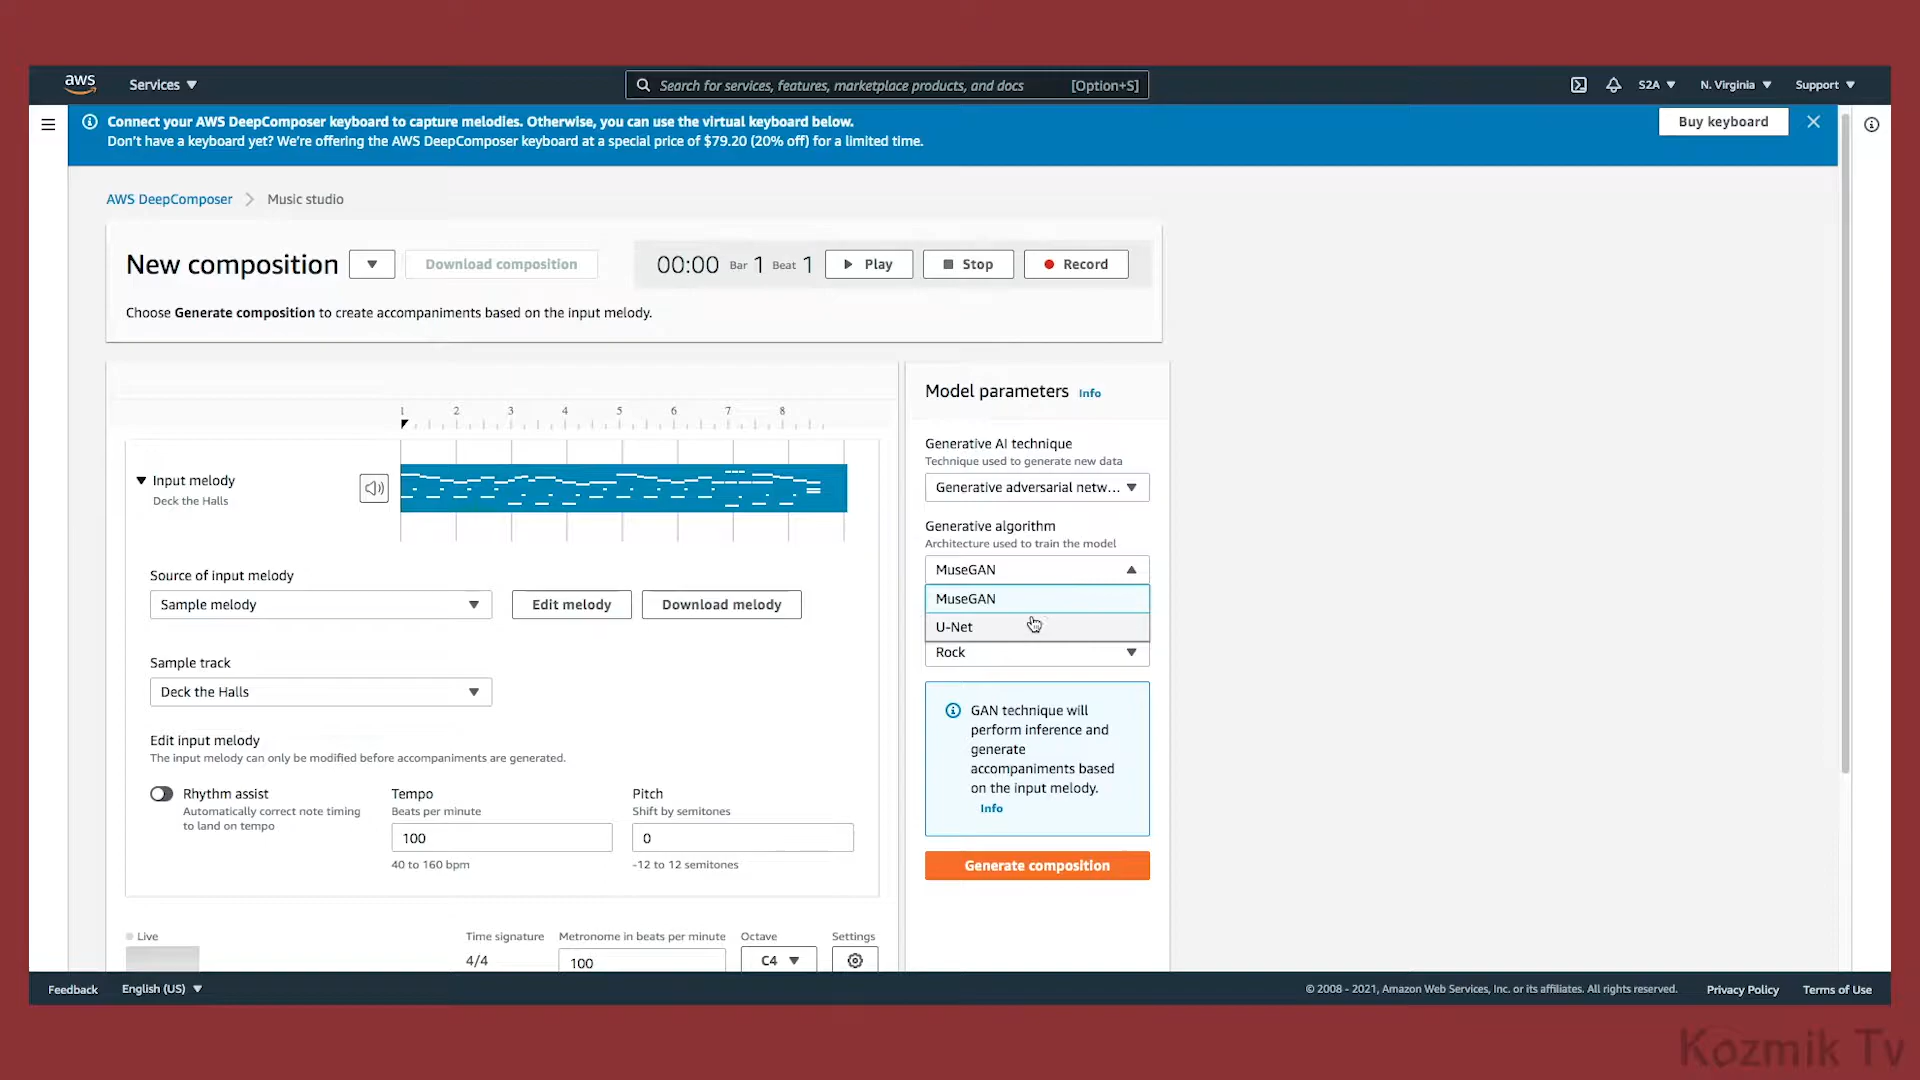 aws
Services
Search for services, features, marketplace products, and docs
[Option+S]
S2A
N. Virginia
Support
Connect your AWS DeepComposer keyboard to capture melodies. Otherwise, you can use the virtual keyboard below.
Don't have a keyboard yet? We're offering the AWS DeepComposer keyboard at a special price of $79.20 (20% off) for a limited time.
Buy keyboard
AWS DeepComposer
Music studio
New composition
Download composition
00:00 Bar 1 Beat 1
Play
Stop
Record
Choose Generate composition to create accompaniments based on the input melody.
1 2 3 4 5 6 7 8
Input melody
Deck the Halls
Source of input melody
Sample melody
Edit melody
Download melody
Sample track
Deck the Halls
Edit input melody
The input melody can only be modified before accompaniments are generated.
Rhythm assist
Automatically correct note timing
to land on tempo
Tempo
Beats per minute
100
40 to 160 bpm
Pitch
Shift by semitones
0
-12 to 12 semitones
Live
Time signature
4/4
Metronome in beats per minute
100
Octave
C4
Settings
Model parameters
Info
Generative AI technique
Technique used to generate new data
Generative adversarial netw...
Generative algorithm
Architecture used to train the model
MuseGAN
MuseGAN
U-Net
Rock
GAN technique will
perform inference and
generate
accompaniments based
on the input melody.
Info
Generate composition
Feedback
English (US)
© 2008 - 2021, Amazon Web Services, Inc. or its affiliates. All rights reserved.
Privacy Policy
Terms of Use
Kozmik Tv